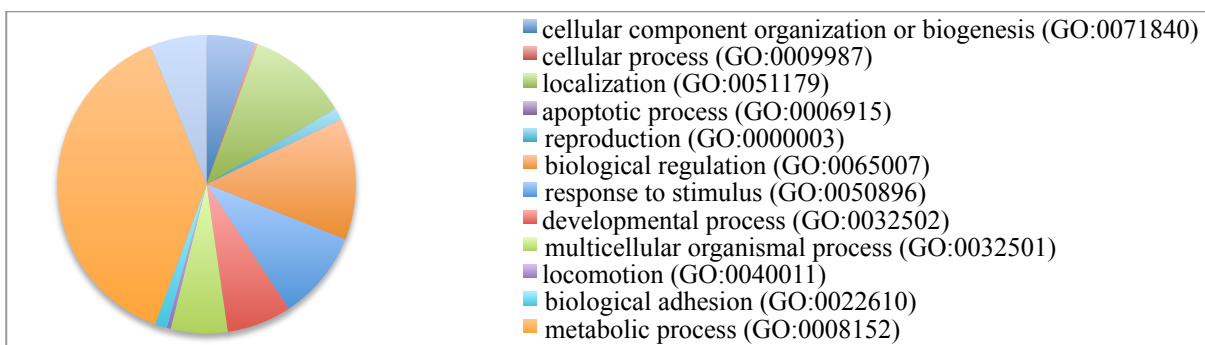 cellular component organization or biogenesis (GO:0071840)
cellular process (GO:0009987)
localization (GO:0051179)
apoptotic process (GO:0006915)
reproduction (GO:0000003)
biological regulation (GO:0065007)
response to stimulus (GO:0050896)
developmental process (GO:0032502)
multicellular organismal process (GO:0032501)
locomotion (GO:0040011)
biological adhesion (GO:0022610)
metabolic process (GO:0008152)